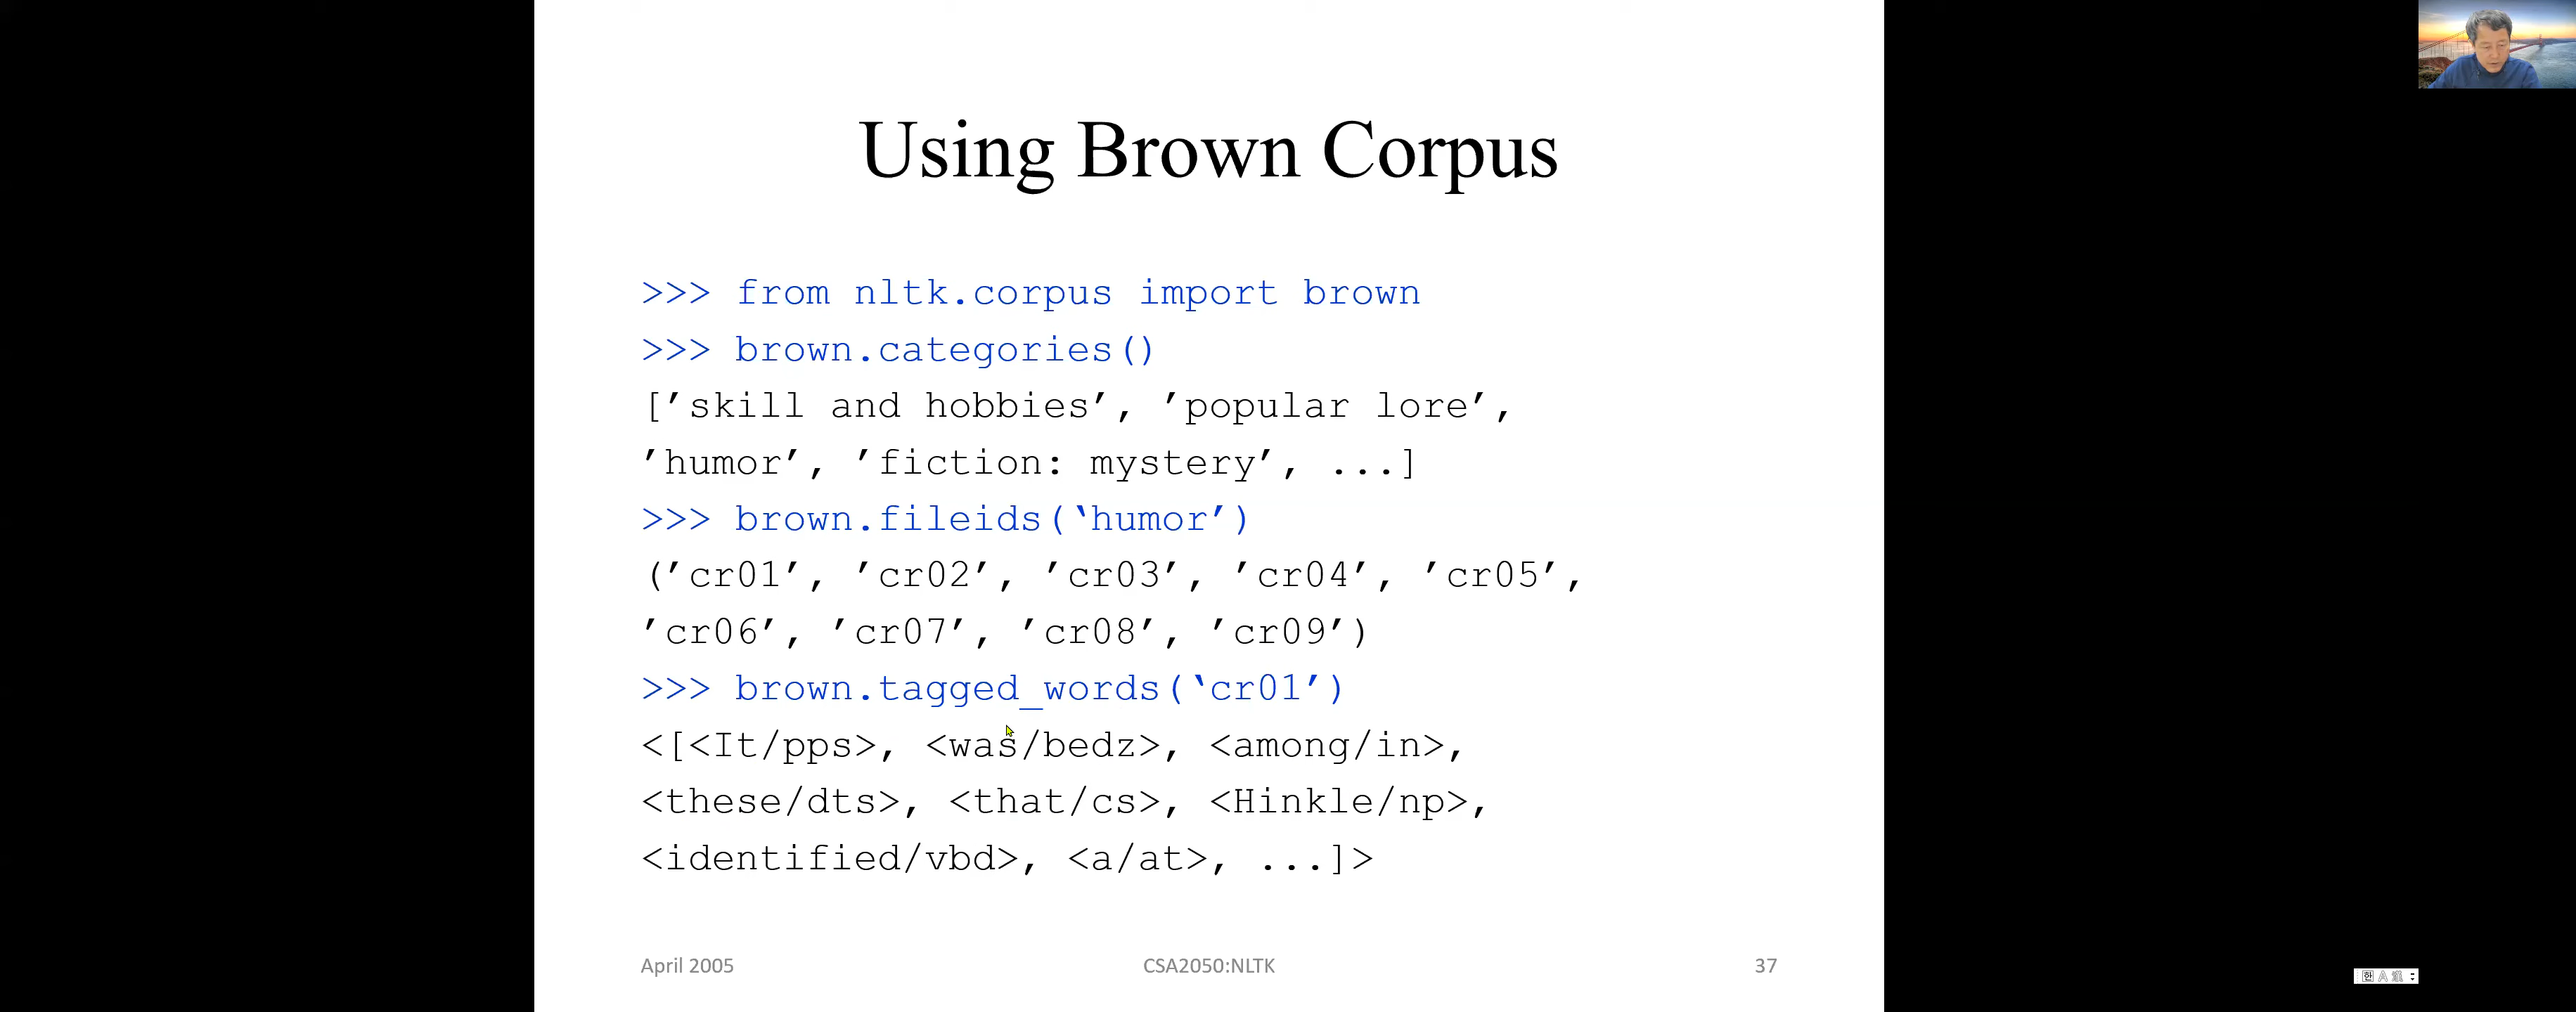 Using Brown Corpus
>>> from nltk.corpus import brown
>>> brown.categories()
[’skill and hobbies’, ’popular lore’,
’humor’, ’fiction: mystery’, ...]
>>> brown.fileids(‘humor’)
(’cr01’, ’cr02’, ’cr03’, ’cr04’, ’cr05’,
’cr06’, ’cr07’, ’cr08’, ’cr09’)
>>> brown.tagged_words(‘cr01’)
<[<It/pps>, <was/bedz>, <among/in>,
<these/dts>, <that/cs>, <Hinkle/np>,
<identified/vbd>, <a/at>, ...]>
April 2005
CSA2050:NLTK
37
한 A 漢